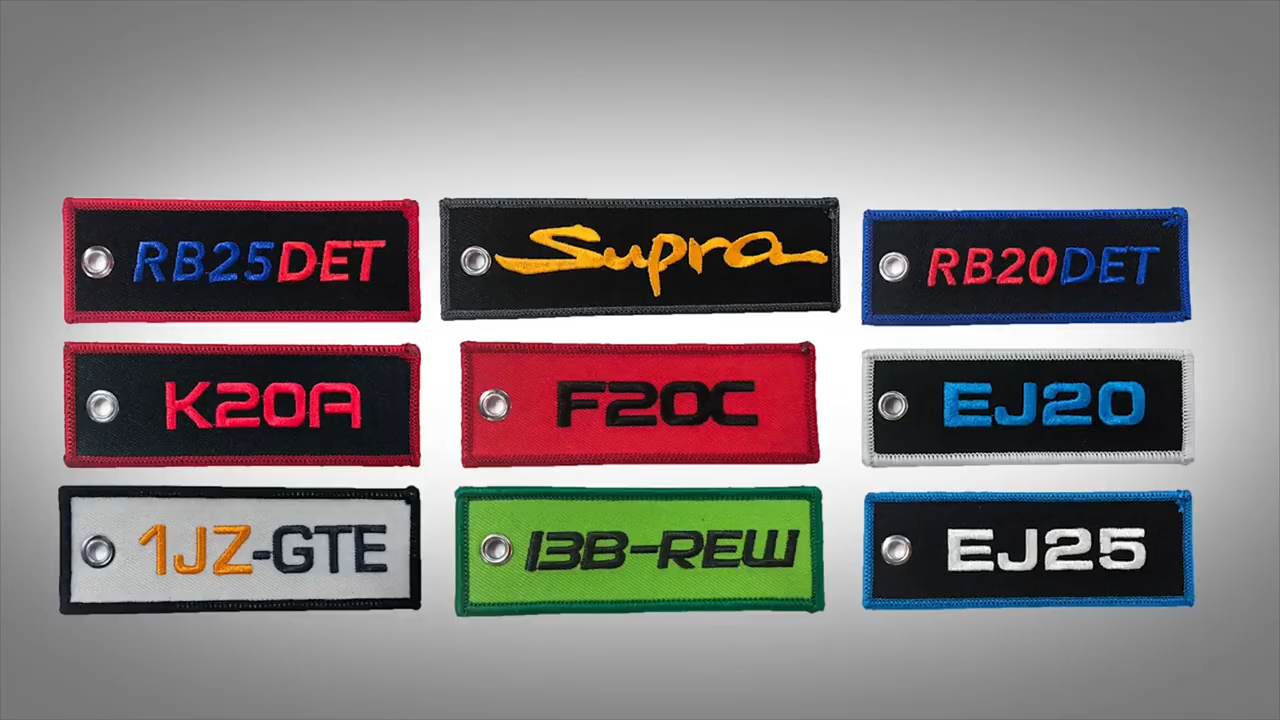 RB25DET
Supra
RB20DET
K20A
F20C
EJ20
1JZ-GTE
13B-REW
EJ25